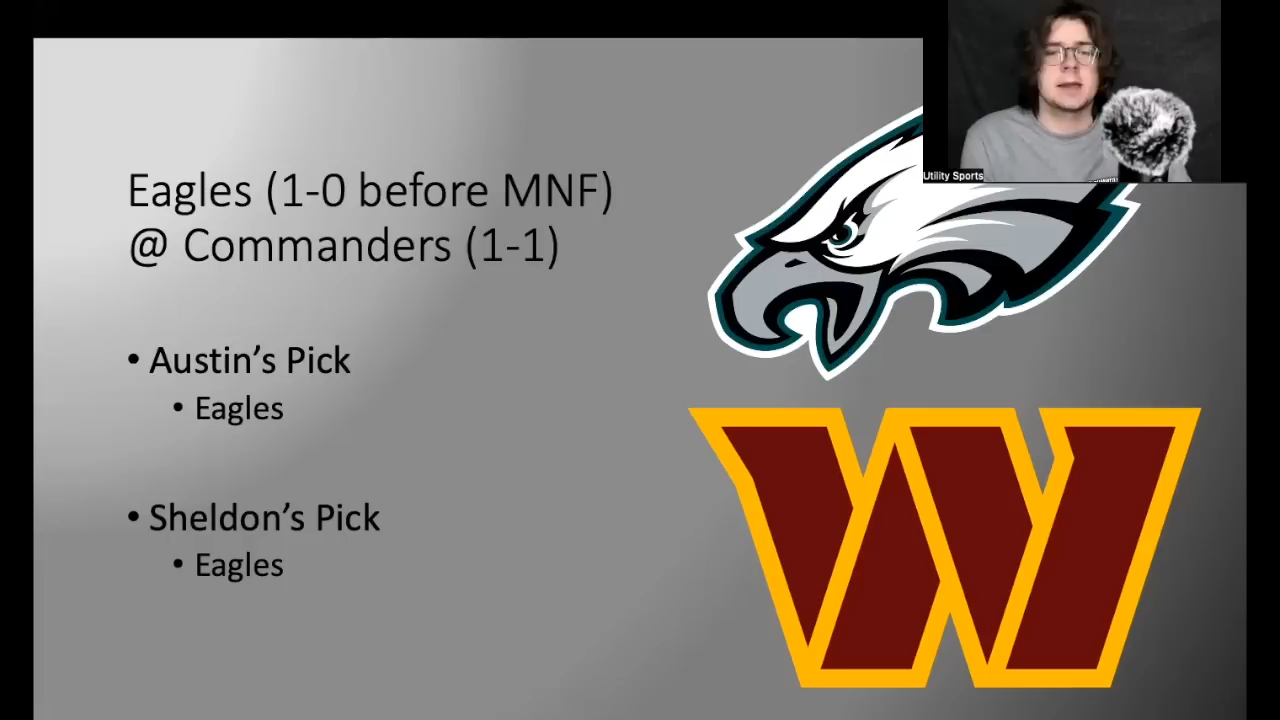 Utility Sports
Eagles (1-0 before MNF)
@ Commanders (1-1)
• Austin’s Pick
• Eagles
• Sheldon’s Pick
• Eagles